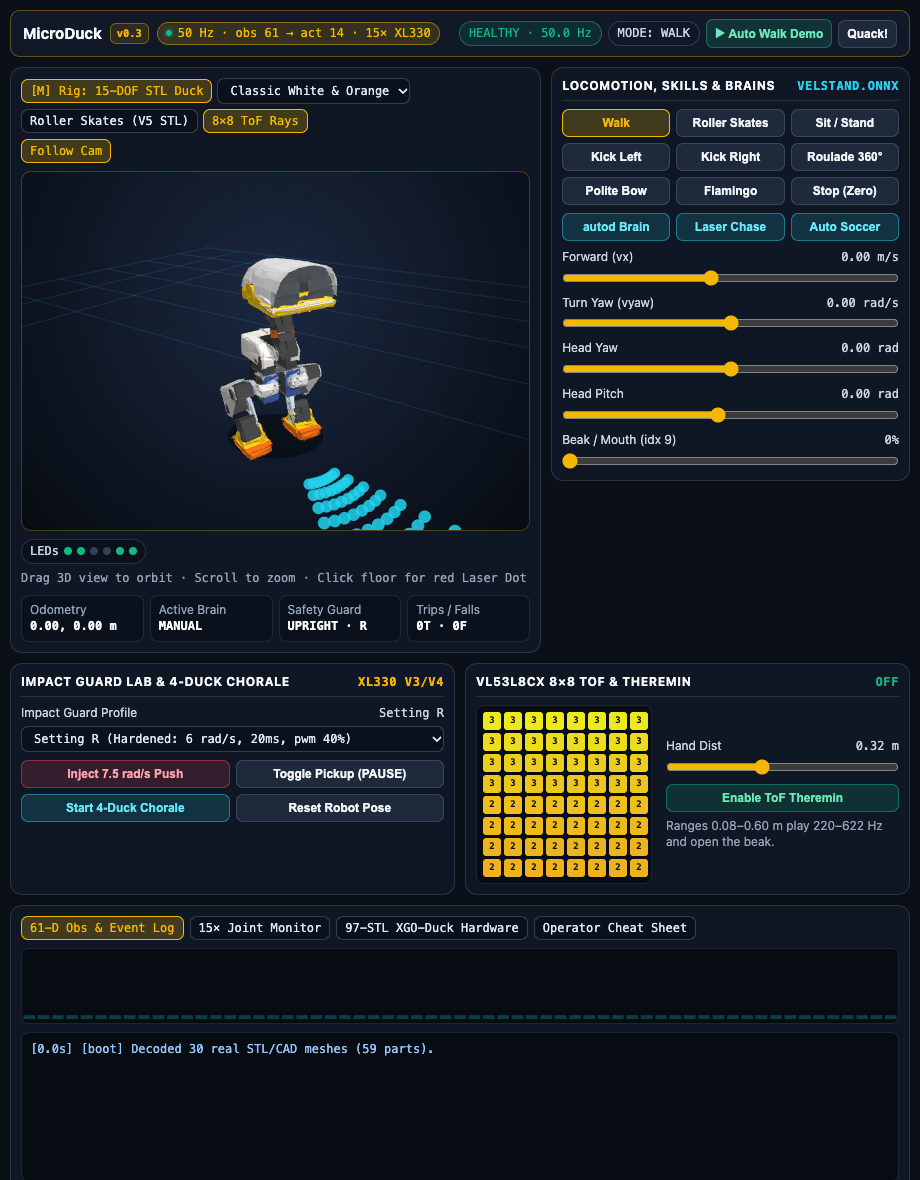 MicroDuck v0.3 50 Hz · obs 61 → act 14 · 15× XL330 HEALTHY · 50.0 Hz MODE: WALK ▶ Auto Walk Demo Quack!
[M] Rig: 15-DOF STL Duck Classic White & Orange
Roller Skates (V5 STL) 8×8 ToF Rays
Follow Cam
LEDs
Drag 3D view to orbit · Scroll to zoom · Click floor for red Laser Dot
Odometry
0.00, 0.00 m
Active Brain
MANUAL
Safety Guard
UPRIGHT · R
Trips / Falls
0T · 0F
LOCOMOTION, SKILLS & BRAINS VELSTAND.ONNX
Walk Roller Skates Sit / Stand
Kick Left Kick Right Roulade 360°
Polite Bow Flamingo Stop (Zero)
autod Brain Laser Chase Auto Soccer
Forward (vx) 0.00 m/s
Turn Yaw (vyaw) 0.00 rad/s
Head Yaw 0.00 rad
Head Pitch 0.00 rad
Beak / Mouth (idx 9) 0%
IMPACT GUARD LAB & 4-DUCK CHORALE XL330 V3/V4
Impact Guard Profile Setting R
Setting R (Hardened: 6 rad/s, 20ms, pwm 40%)
Inject 7.5 rad/s Push Toggle Pickup (PAUSE)
Start 4-Duck Chorale Reset Robot Pose
VL53L8CX 8×8 TOF & THEREMIN OFF
3 3 3 3 3 3 3 3
3 3 3 3 3 3 3 3
3 3 3 3 3 3 3 3
3 3 3 3 3 3 3 3
2 2 2 2 2 2 2 2
2 2 2 2 2 2 2 2
2 2 2 2 2 2 2 2
2 2 2 2 2 2 2 2
Hand Dist 0.32 m
Enable ToF Theremin
Ranges 0.08–0.60 m play 220–622 Hz
and open the beak.
61-D Obs & Event Log 15× Joint Monitor 97-STL XGO-Duck Hardware Operator Cheat Sheet
[0.0s] [boot] Decoded 30 real STL/CAD meshes (59 parts).